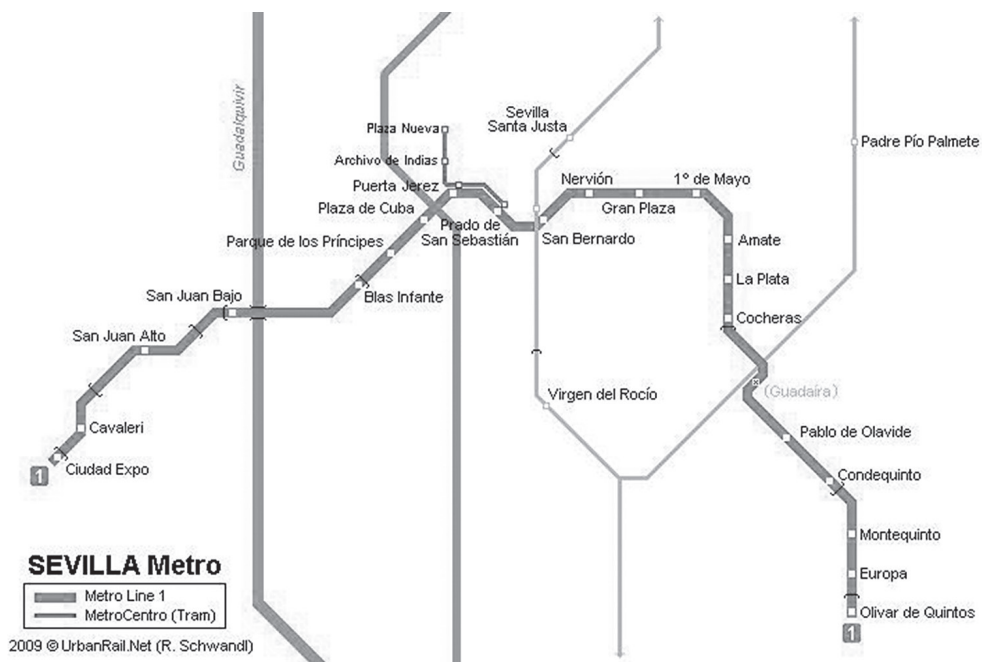 Guadalquivir
Sevilla
Santa Justa
Plaza Nueva
Archivo de Indias
Puerta Jerez
Plaza de Cuba
Prado de
San Sebastián
Parque de los Príncipes
Blas Infante
San Juan Bajo
San Juan Alto
Cavaleri
Ciudad Expo
1
San Bernardo
Nervión
Gran Plaza
1º de Mayo
Padre Pío Palmete
Amate
La Plata
Cocheras
(Guadaíra)
Virgen del Rocío
Pablo de Olavide
Condequinto
Montequinto
Europa
Olivar de Quintos
1
SEVILLA Metro
Metro Line 1
MetroCentro (Tram)
2009 © UrbanRail.Net (R. Schwandl)